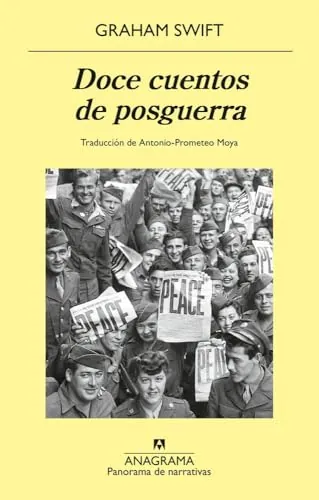 GRAHAM SWIFT
Doce cuentos
de posguerra
Traducción de Antonio-Prometeo Moya
PEACE
PEACE
PEACE
ANAGRAMA
Panorama de narrativas